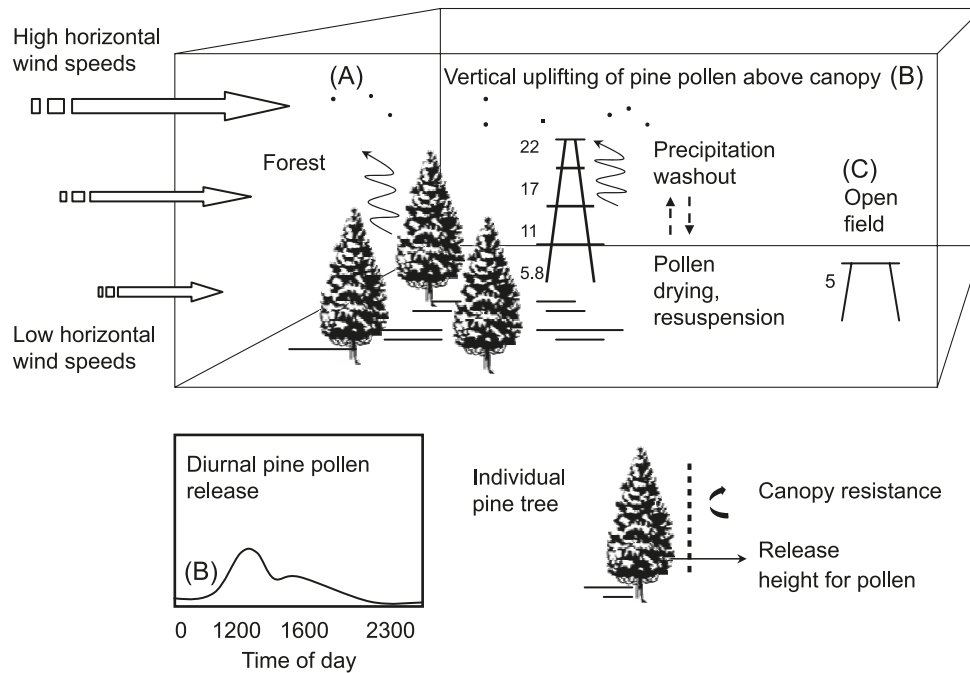 High horizontal
wind speeds
(A)
Vertical uplifting of pine pollen above canopy (B)
Forest
22
17
11
5.8
Precipitation
washout
(C)
Open
field
5
Pollen
drying,
resuspension
Low horizontal
wind speeds
Diurnal pine pollen
release
(B)
0 1200 1600 2300
Time of day
Individual
pine tree
Canopy resistance
Release
height for pollen